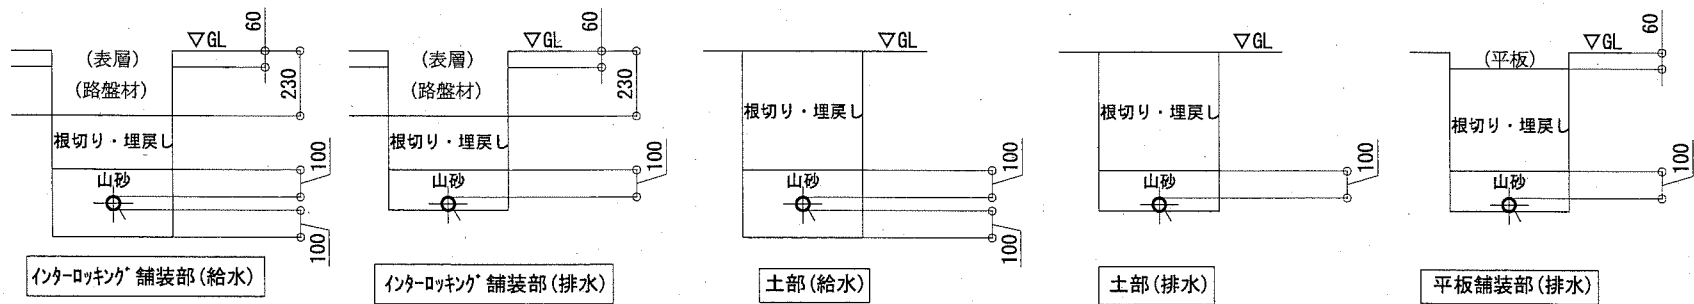 ▽GL
60
(表層)
(路盤材)
230
根切り・埋戻し
100
山砂
100
インターロッキング舗装部(給水)
▽GL
60
(表層)
(路盤材)
230
根切り・埋戻し
100
山砂
インターロッキング舗装部(排水)
▽GL
根切り・埋戻し
100
山砂
100
土部(給水)
▽GL
根切り・埋戻し
100
山砂
土部(排水)
▽GL
60
(平板)
根切り・埋戻し
100
山砂
平板舗装部(排水)